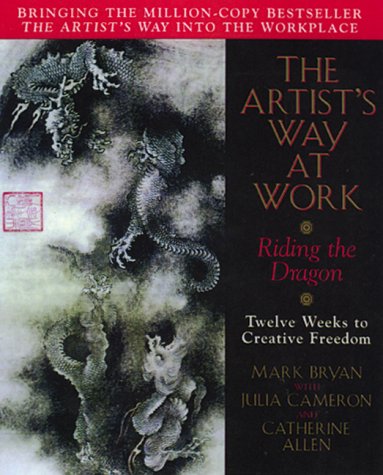 BRINGING THE MILLION-COPY BESTSELLER
THE ARTIST'S WAY INTO THE WORKPLACE
THE
ARTIST'S
WAY AT
WORK
Riding the
Dragon
Twelve Weeks to
Creative Freedom
MARK BRYAN
WITH
JULIA CAMERON
AND
CATHERINE
ALLEN